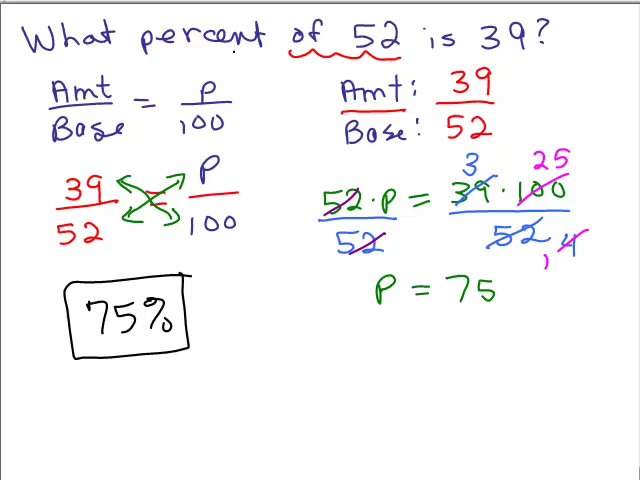 What percent of 52 is 39?
Amt/Base = P/100
Amt: 39
Base: 52
39/52 = P/100
3 25
52 · P = 39 · 100
52 52 4
1
P = 75
75%